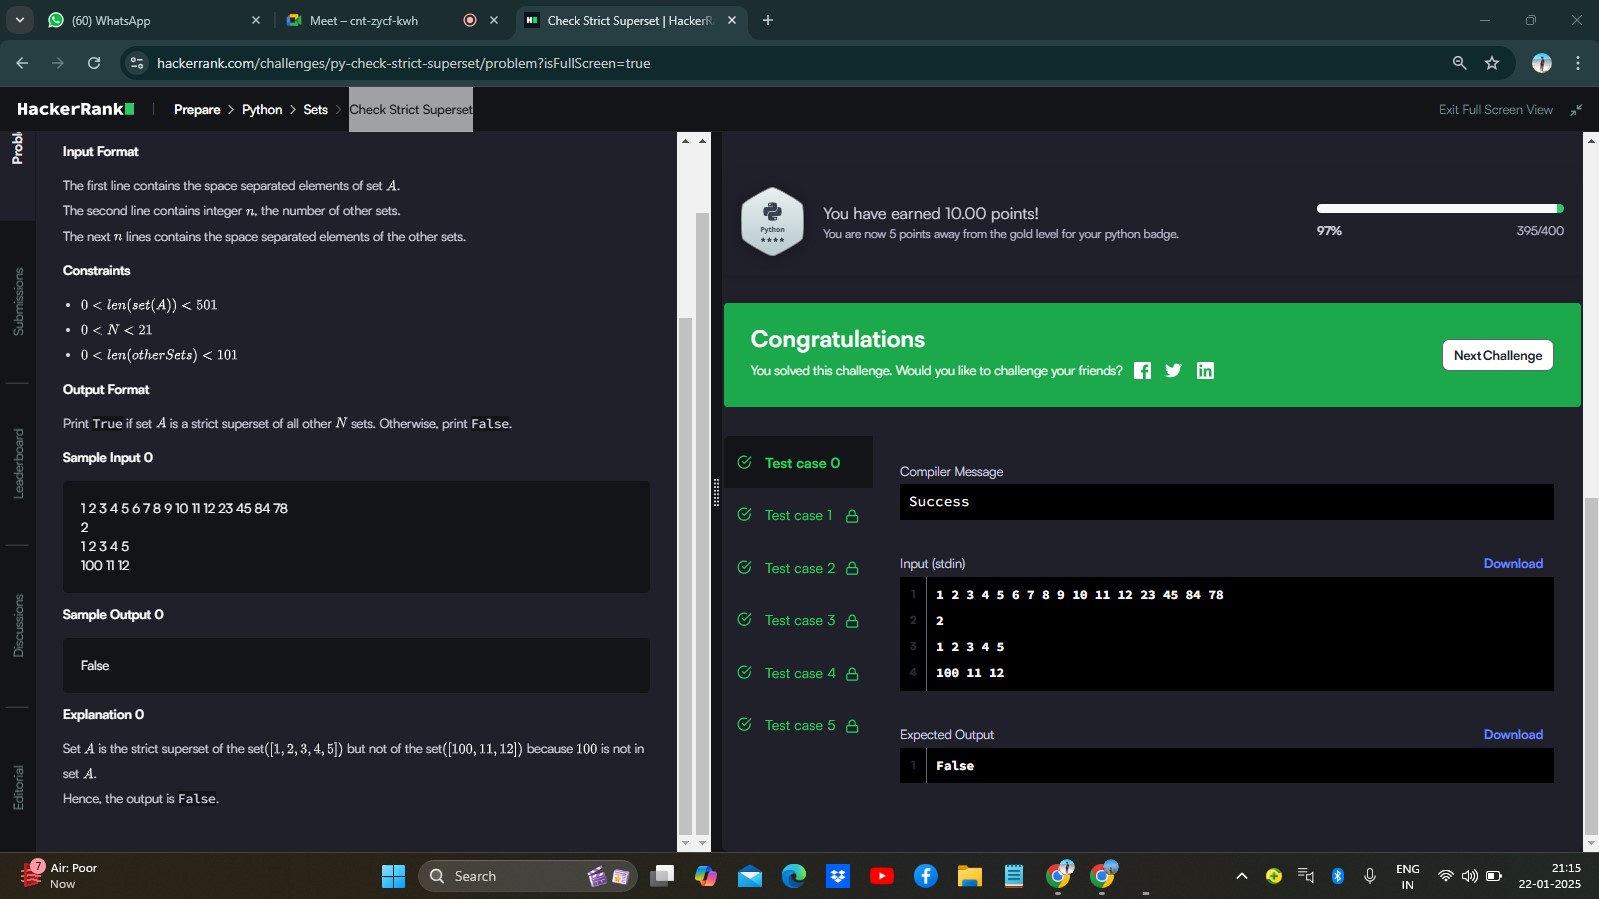 (60) WhatsApp
Meet – cnt-zycf-kwh
Check Strict Superset | HackerR
hackerrank.com/challenges/py-check-strict-superset/problem?isFullScreen=true
HackerRank
Prepare > Python > Sets > Check Strict Superset
Exit Full Screen View
Probl
Submissions
Leaderboard
Discussions
Editorial
Input Format
The first line contains the space separated elements of set A.
The second line contains integer n, the number of other sets.
The next n lines contains the space separated elements of the other sets.
Constraints
• 0 < len(set(A)) < 501
• 0 < N < 21
• 0 < len(otherSets) < 101
Output Format
Print True if set A is a strict superset of all other N sets. Otherwise, print False.
Sample Input 0
1 2 3 4 5 6 7 8 9 10 11 12 23 45 84 78
2
1 2 3 4 5
100 11 12
Sample Output 0
False
Explanation 0
Set A is the strict superset of the set([1, 2, 3, 4, 5]) but not of the set([100, 11, 12]) because 100 is not in
set A.
Hence, the output is False.
Python
You have earned 10.00 points!
You are now 5 points away from the gold level for your python badge.
97%
395/400
Congratulations
You solved this challenge. Would you like to challenge your friends?
Next Challenge
Test case 0
Test case 1
Test case 2
Test case 3
Test case 4
Test case 5
Compiler Message
Success
Input (stdin)
Download
1 1 2 3 4 5 6 7 8 9 10 11 12 23 45 84 78
2 2
3 1 2 3 4 5
4 100 11 12
Expected Output
Download
1 False
7
Air: Poor
Now
Search
ENG
IN
21:15
22-01-2025